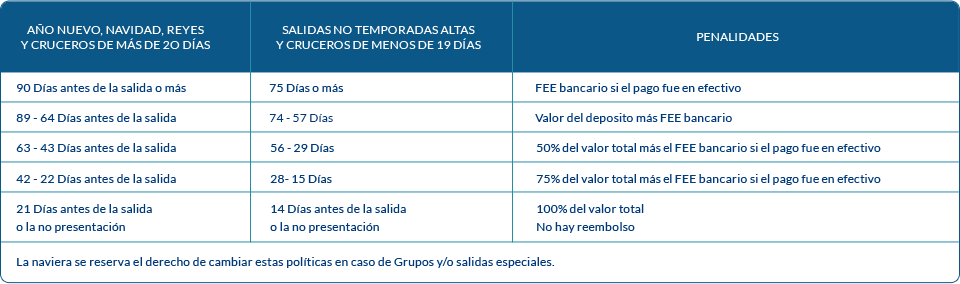 AÑO NUEVO, NAVIDAD, REYES
Y CRUCEROS DE MÁS DE 2O DÍAS
SALIDAS NO TEMPORADAS ALTAS
Y CRUCEROS DE MENOS DE 19 DÍAS
PENALIDADES
90 Días antes de la salida o más
75 Días o más
FEE bancario si el pago fue en efectivo
89 - 64 Días antes de la salida
74 - 57 Días
Valor del deposito más FEE bancario
63 - 43 Días antes de la salida
56 - 29 Días
50% del valor total más el FEE bancario si el pago fue en efectivo
42 - 22 Días antes de la salida
28- 15 Días
75% del valor total más el FEE bancario si el pago fue en efectivo
21 Días antes de la salida
o la no presentación
14 Días antes de la salida
o la no presentación
100% del valor total
No hay reembolso
La naviera se reserva el derecho de cambiar estas políticas en caso de Grupos y/o salidas especiales.